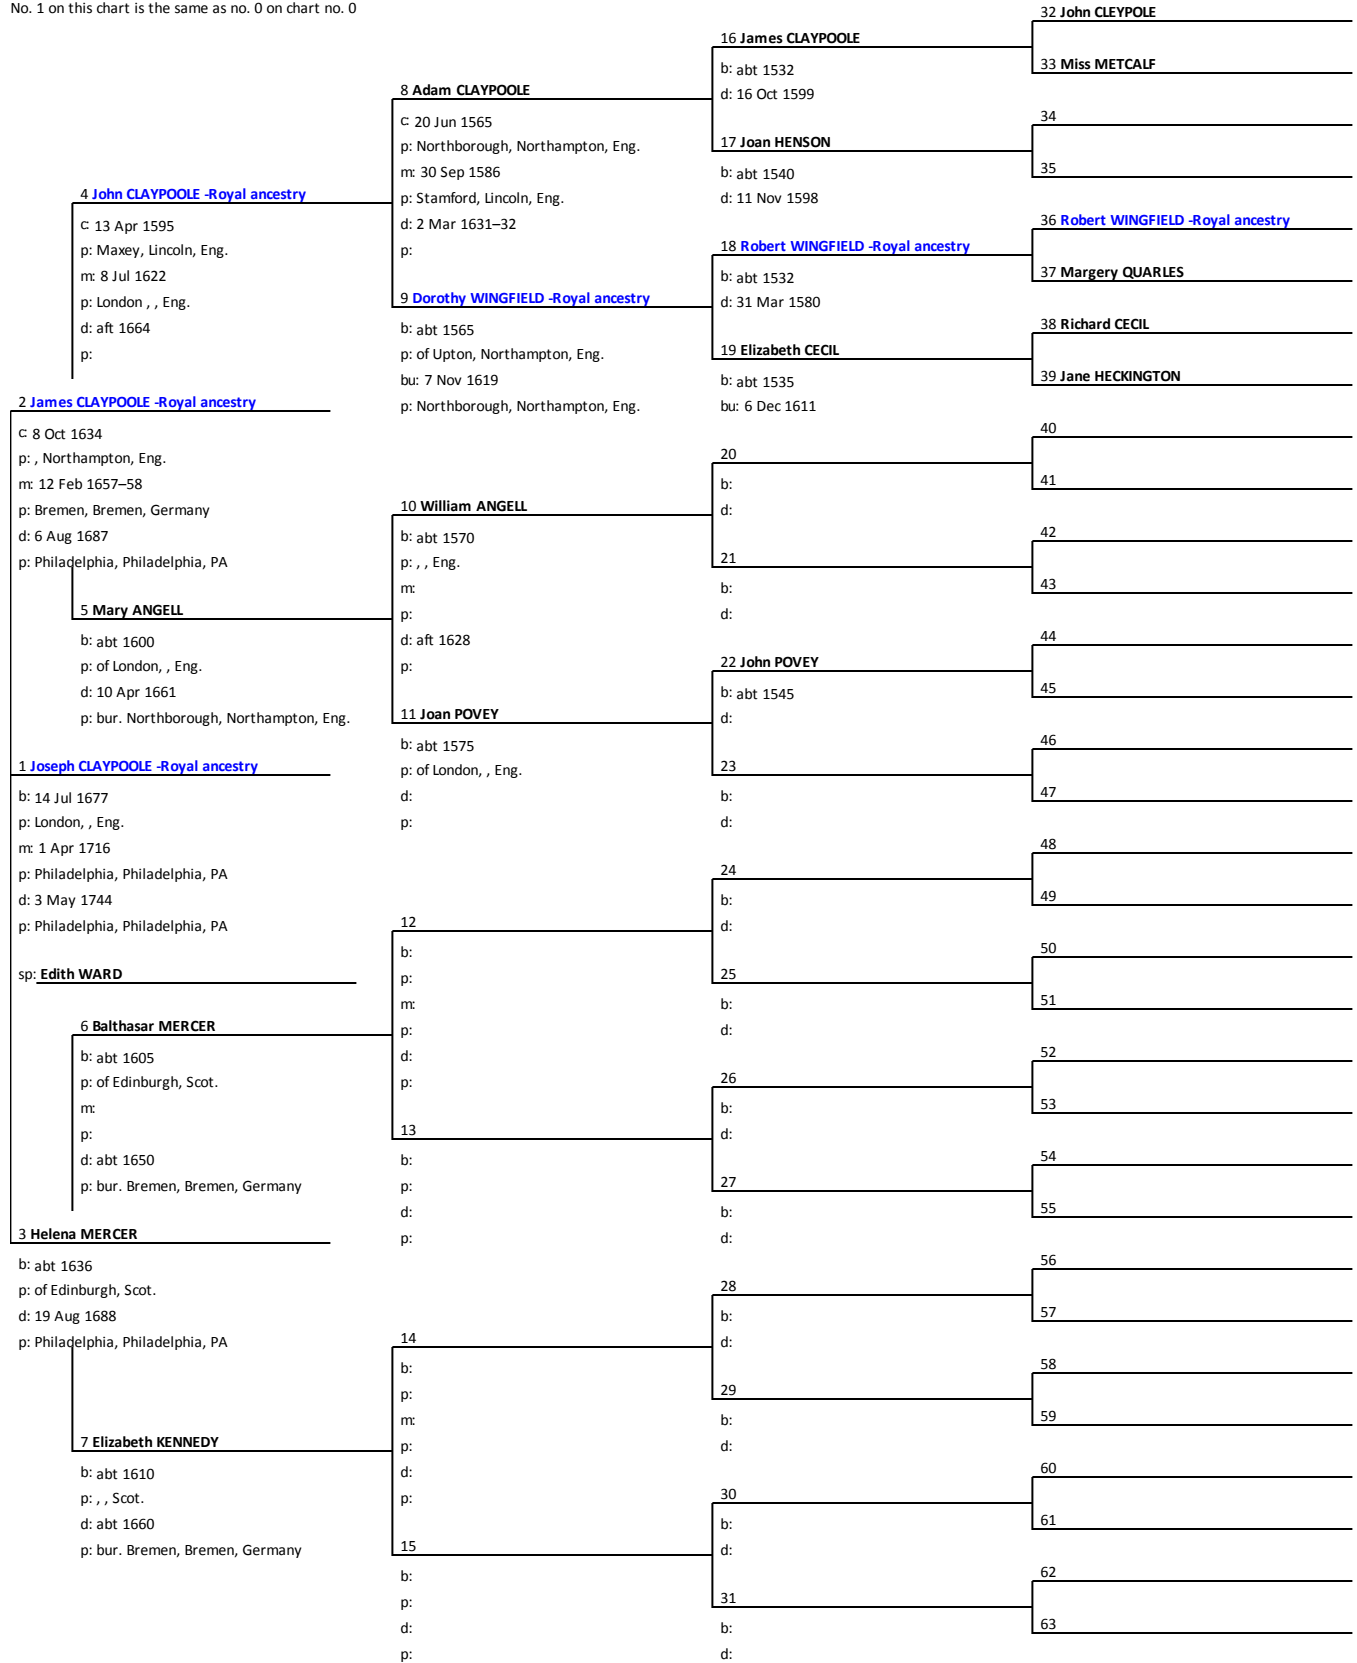 No. 1 on this chart is the same as no. 0 on chart no. 0
1 Joseph CLAYPOOLE -Royal ancestry
b: 14 Jul 1677
p: London, , Eng.
m: 1 Apr 1716
p: Philadelphia, Philadelphia, PA
d: 3 May 1744
p: Philadelphia, Philadelphia, PA
sp: Edith WARD
2 James CLAYPOOLE -Royal ancestry
c: 8 Oct 1634
p: , Northampton, Eng.
m: 12 Feb 1657–58
p: Bremen, Bremen, Germany
d: 6 Aug 1687
p: Philadelphia, Philadelphia, PA
3 Helena MERCER
b: abt 1636
p: of Edinburgh, Scot.
d: 19 Aug 1688
p: Philadelphia, Philadelphia, PA
4 John CLAYPOOLE -Royal ancestry
c: 13 Apr 1595
p: Maxey, Lincoln, Eng.
m: 8 Jul 1622
p: London , , Eng.
d: aft 1664
p:
5 Mary ANGELL
b: abt 1600
p: of London, , Eng.
d: 10 Apr 1661
p: bur. Northborough, Northampton, Eng.
6 Balthasar MERCER
b: abt 1605
p: of Edinburgh, Scot.
m:
p:
d: abt 1650
p: bur. Bremen, Bremen, Germany
7 Elizabeth KENNEDY
b: abt 1610
p: , , Scot.
d: abt 1660
p: bur. Bremen, Bremen, Germany
8 Adam CLAYPOOLE
c: 20 Jun 1565
p: Northborough, Northampton, Eng.
m: 30 Sep 1586
p: Stamford, Lincoln, Eng.
d: 2 Mar 1631–32
p:
9 Dorothy WINGFIELD -Royal ancestry
b: abt 1565
p: of Upton, Northampton, Eng.
bu: 7 Nov 1619
p: Northborough, Northampton, Eng.
10 William ANGELL
b: abt 1570
p: , , Eng.
m:
p:
d: aft 1628
p:
11 Joan POVEY
b: abt 1575
p: of London, , Eng.
d:
p:
12
b:
p:
m:
p:
d:
p:
13
b:
p:
d:
p:
14
b:
p:
m:
p:
d:
p:
15
b:
p:
d:
p:
16 James CLAYPOOLE
b: abt 1532
d: 16 Oct 1599
17 Joan HENSON
b: abt 1540
d: 11 Nov 1598
18 Robert WINGFIELD -Royal ancestry
b: abt 1532
d: 31 Mar 1580
19 Elizabeth CECIL
b: abt 1535
bu: 6 Dec 1611
20
b:
d:
21
b:
d:
22 John POVEY
b: abt 1545
d:
23
b:
d:
24
b:
d:
25
b:
d:
26
b:
d:
27
b:
d:
28
b:
d:
29
b:
d:
30
b:
d:
31
b:
d:
32 John CLEYPOLE
33 Miss METCALF
34
35
36 Robert WINGFIELD -Royal ancestry
37 Margery QUARLES
38 Richard CECIL
39 Jane HECKINGTON
40
41
42
43
44
45
46
47
48
49
50
51
52
53
54
55
56
57
58
59
60
61
62
63